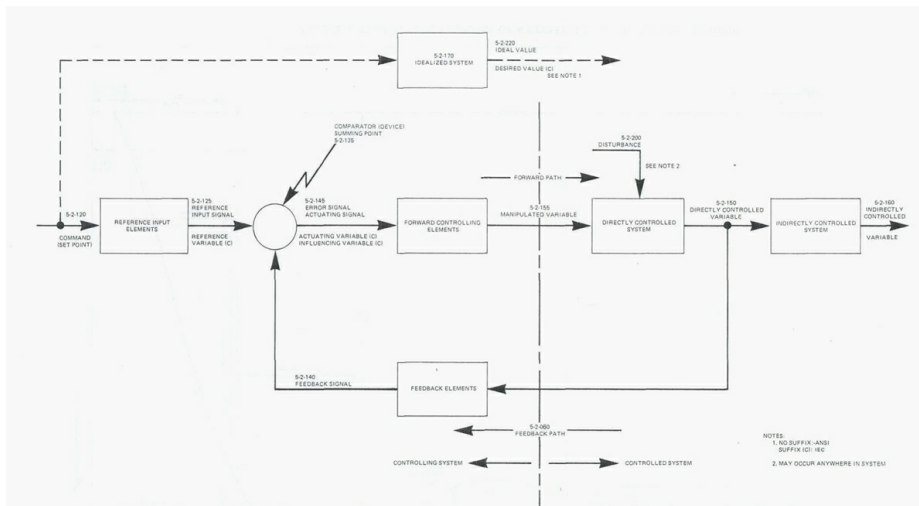 5-2-170
IDEALIZED SYSTEM
5-2-220
IDEAL VALUE
DESIRED VALUE (C)
SEE NOTE 1
COMPARATOR (DEVICE)
SUMMING POINT
5-2-135
5-2-200
DISTURBANCE
SEE NOTE 2
FORWARD PATH
5-2-120
COMMAND
(SET POINT)
REFERENCE INPUT
ELEMENTS
5-2-125
REFERENCE
INPUT SIGNAL
REFERENCE
VARIABLE (C)
5-2-145
ERROR SIGNAL
ACTUATING SIGNAL
ACTUATING VARIABLE (C)
INFLUENCING VARIABLE (C)
FORWARD CONTROLLING
ELEMENTS
5-2-155
MANIPULATED VARIABLE
DIRECTLY CONTROLLED
SYSTEM
5-2-150
DIRECTLY CONTROLLED
VARIABLE
INDIRECTLY CONTROLLED
SYSTEM
5-2-160
INDIRECTLY
CONTROLLED
VARIABLE
5-2-140
FEEDBACK SIGNAL
FEEDBACK ELEMENTS
5-2-060
FEEDBACK PATH
CONTROLLING SYSTEM
CONTROLLED SYSTEM
NOTES:
1. NO SUFFIX:-ANSI
SUFFIX (C): IEC
2. MAY OCCUR ANYWHERE IN SYSTEM